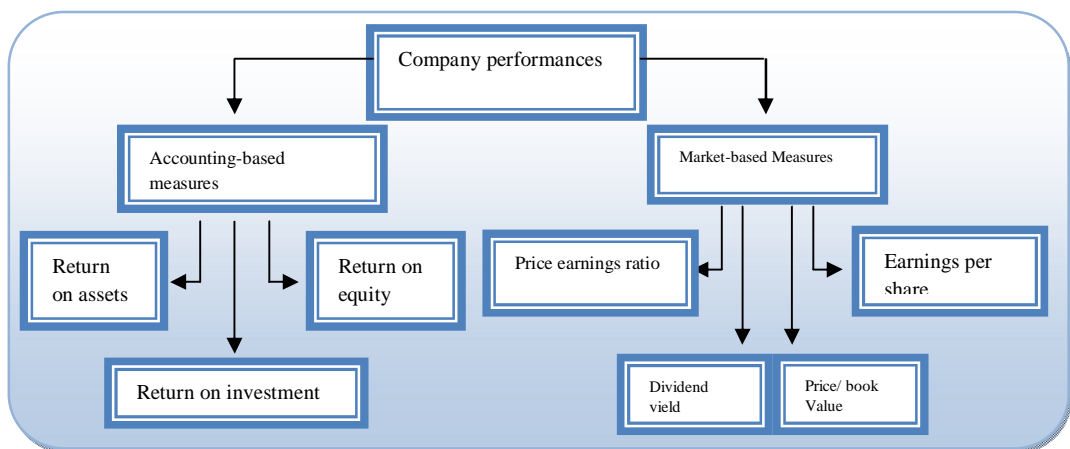 Company performances
Accounting-based
measures
Market-based Measures
Return
on assets
Return on
equity
Price earnings ratio
Earnings per
share
Return on investment
Dividend
yield
Price/ book
Value